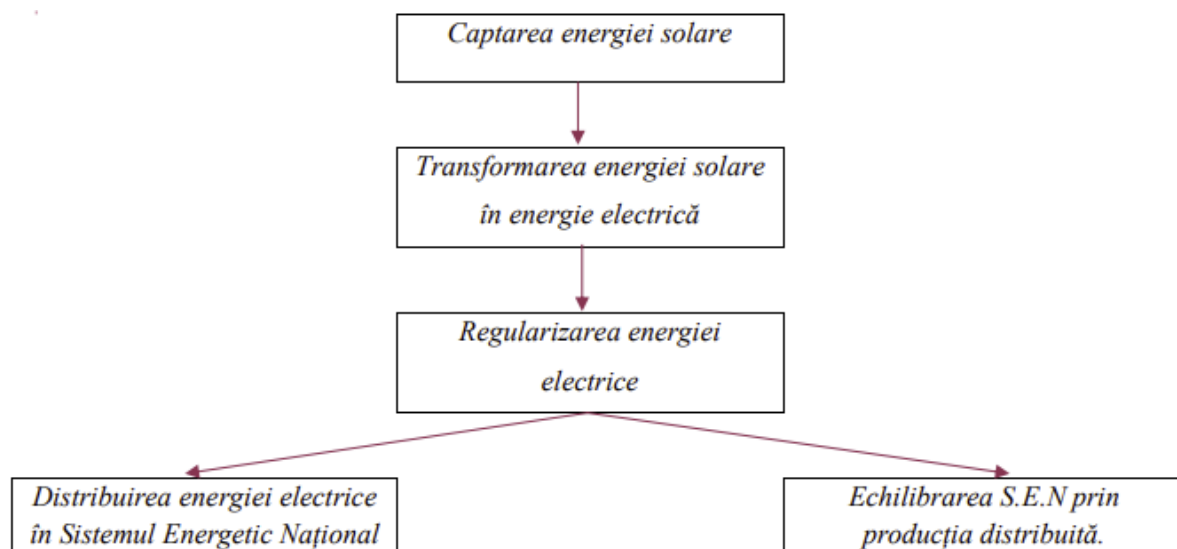 Captarea energiei solare
Transformarea energiei solare
în energie electrică
Regularizarea energiei
electrice
Distribuirea energiei electrice
în Sistemul Energetic Național
Echilibrarea S.E.N prin
producția distribuită.